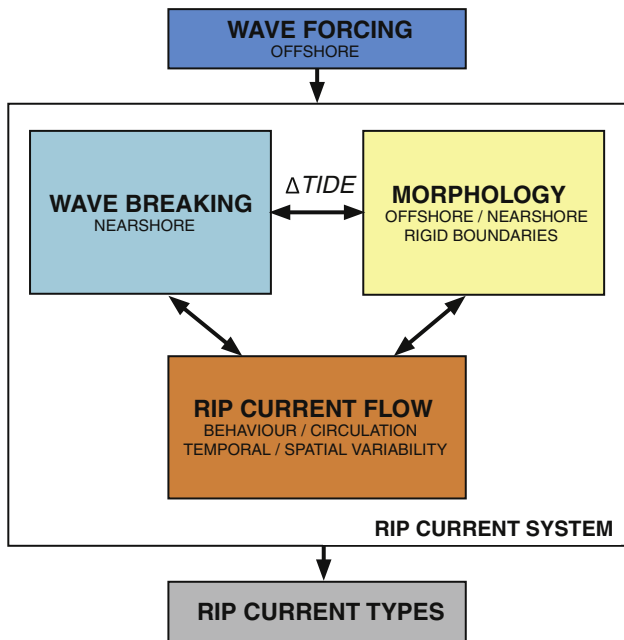 WAVE FORCING
OFFSHORE
WAVE BREAKING
NEARSHORE
ΔTIDE
MORPHOLOGY
OFFSHORE / NEARSHORE
RIGID BOUNDARIES
RIP CURRENT FLOW
BEHAVIOUR / CIRCULATION
TEMPORAL / SPATIAL VARIABILITY
RIP CURRENT SYSTEM
RIP CURRENT TYPES